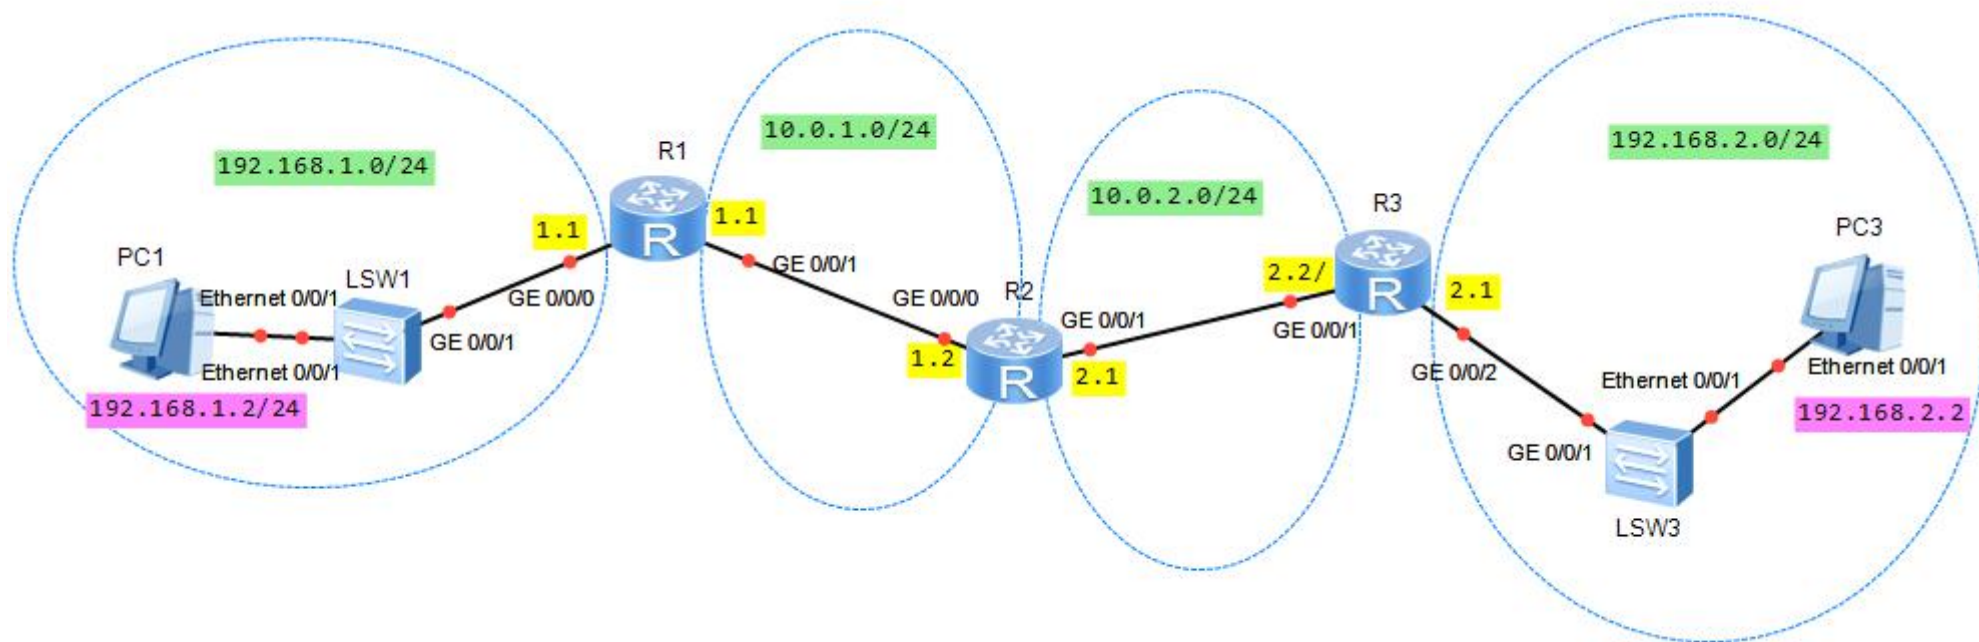 192.168.1.0/24
PC1
Ethernet 0/0/1
Ethernet 0/0/1
192.168.1.2/24
LSW1
GE 0/0/1
GE 0/0/0
1.1
R1
R
1.1
GE 0/0/1
10.0.1.0/24
GE 0/0/0
1.2
R2
R
GE 0/0/1
2.1
10.0.2.0/24
2.2/
GE 0/0/1
R3
R
2.1
GE 0/0/2
192.168.2.0/24
GE 0/0/1
LSW3
Ethernet 0/0/1
PC3
Ethernet 0/0/1
192.168.2.2